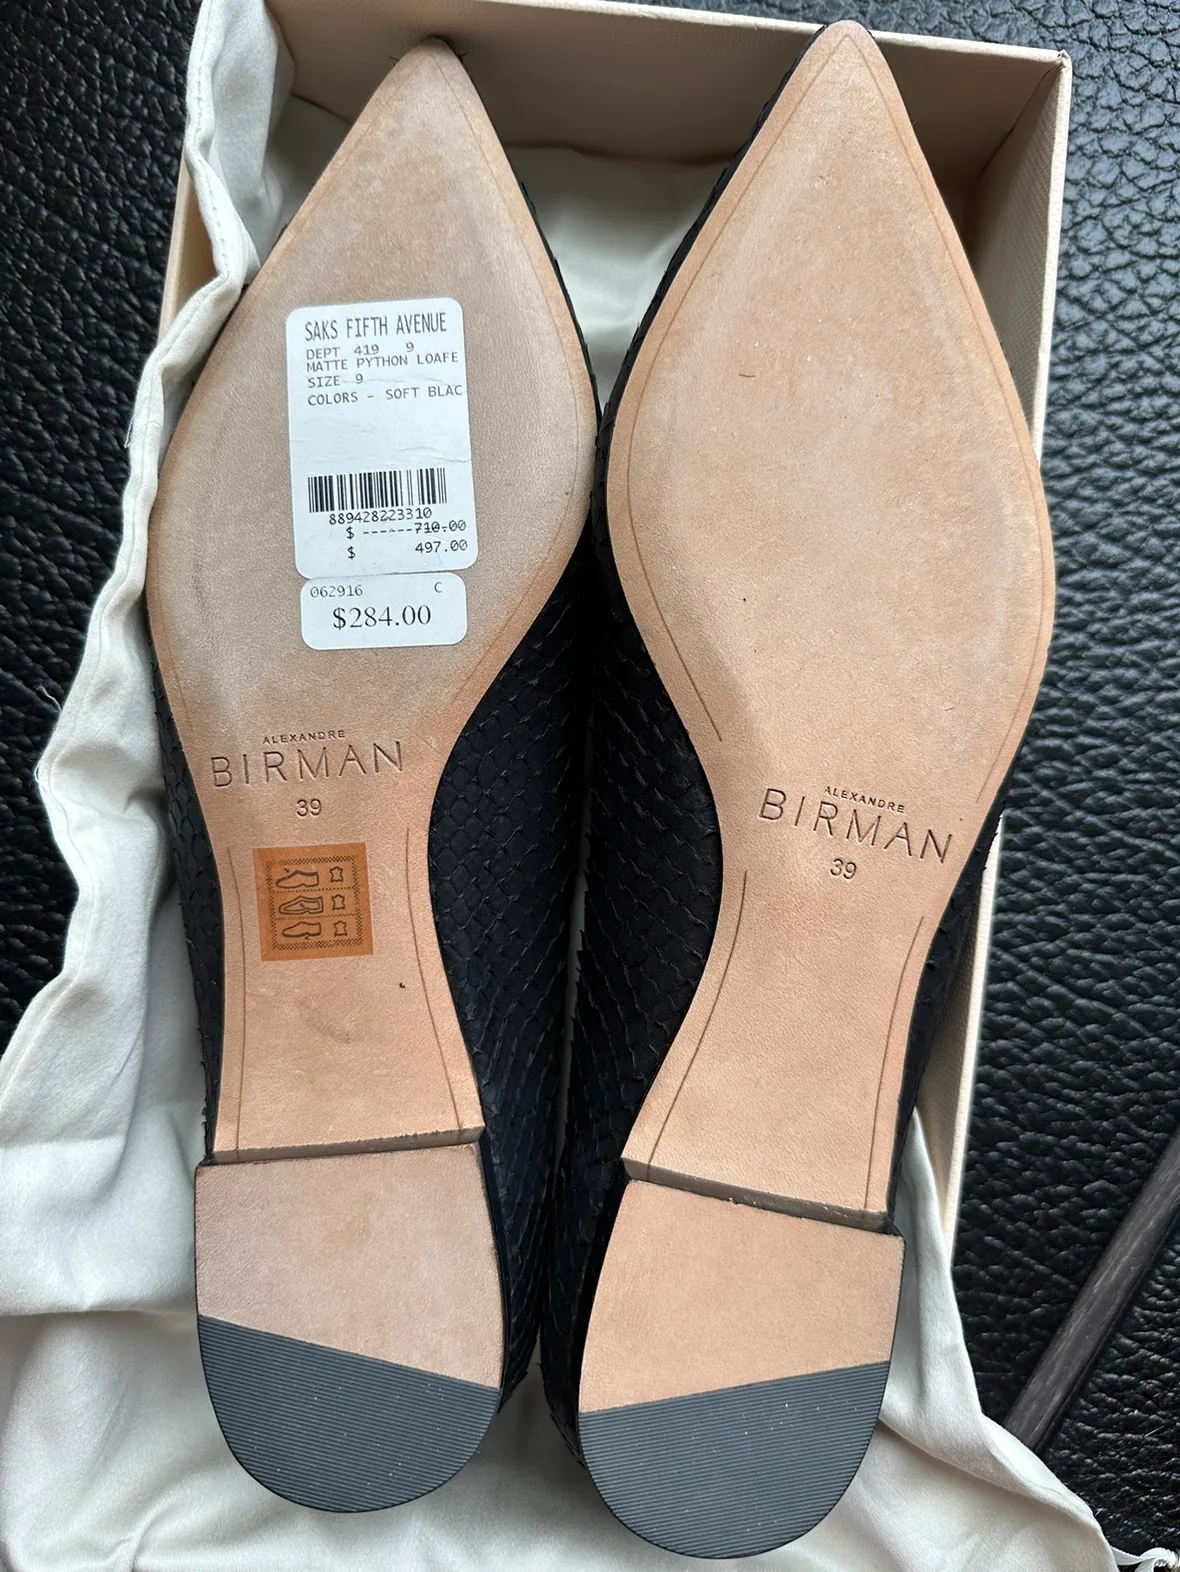 SAKS FIFTH AVENUE
DEPT 419 9
MATTE PYTHON LOAFE
SIZE 9
COLORS - SOFT BLAC
889428223310
$ ------710.00
$ 497.00
062916 C
$284.00
ALEXANDRE
BIRMAN
39
ALEXANDRE
BIRMAN
39